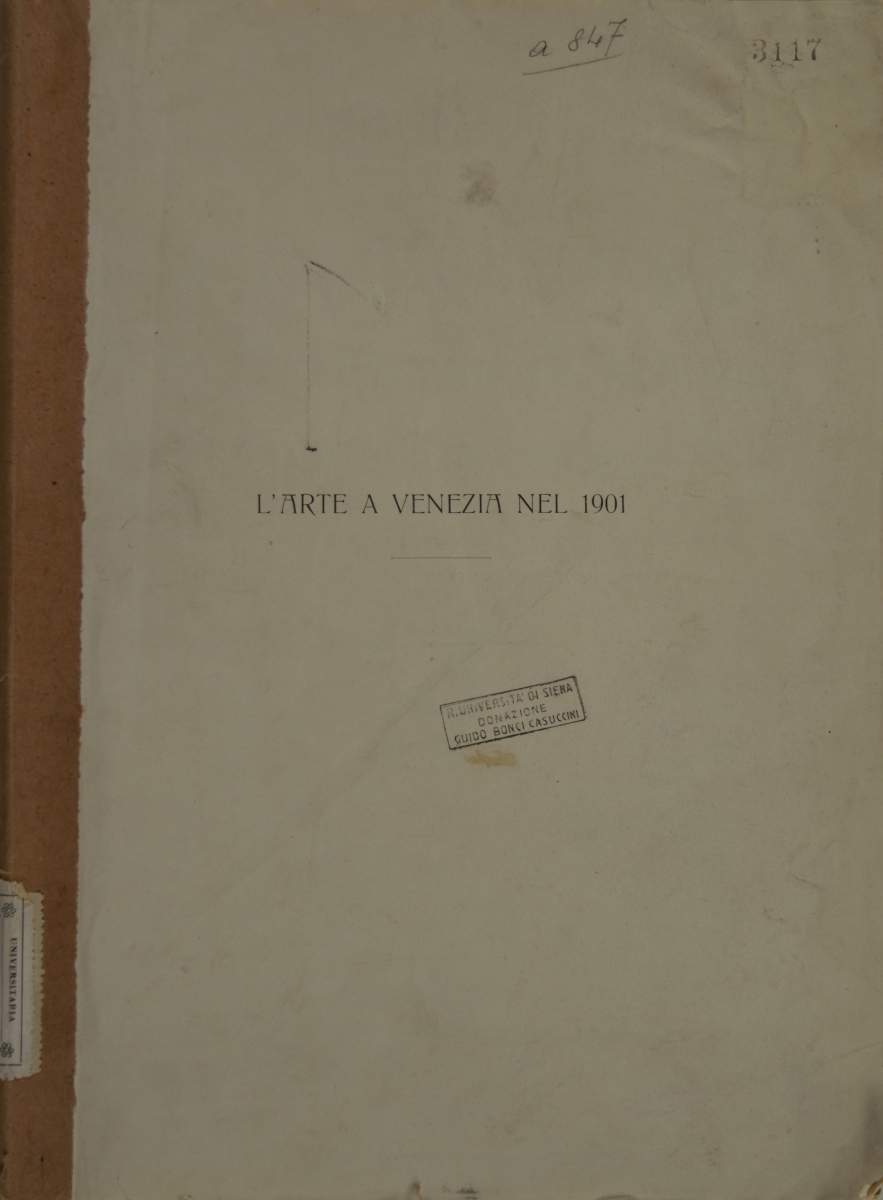 a 847
3117
L'ARTE A VENEZIA NEL 1901
R. UNIVERSITA' DI SIENA
DONAZIONE
GUIDO BONCI CASUCCINI
UNIVERSITARIA